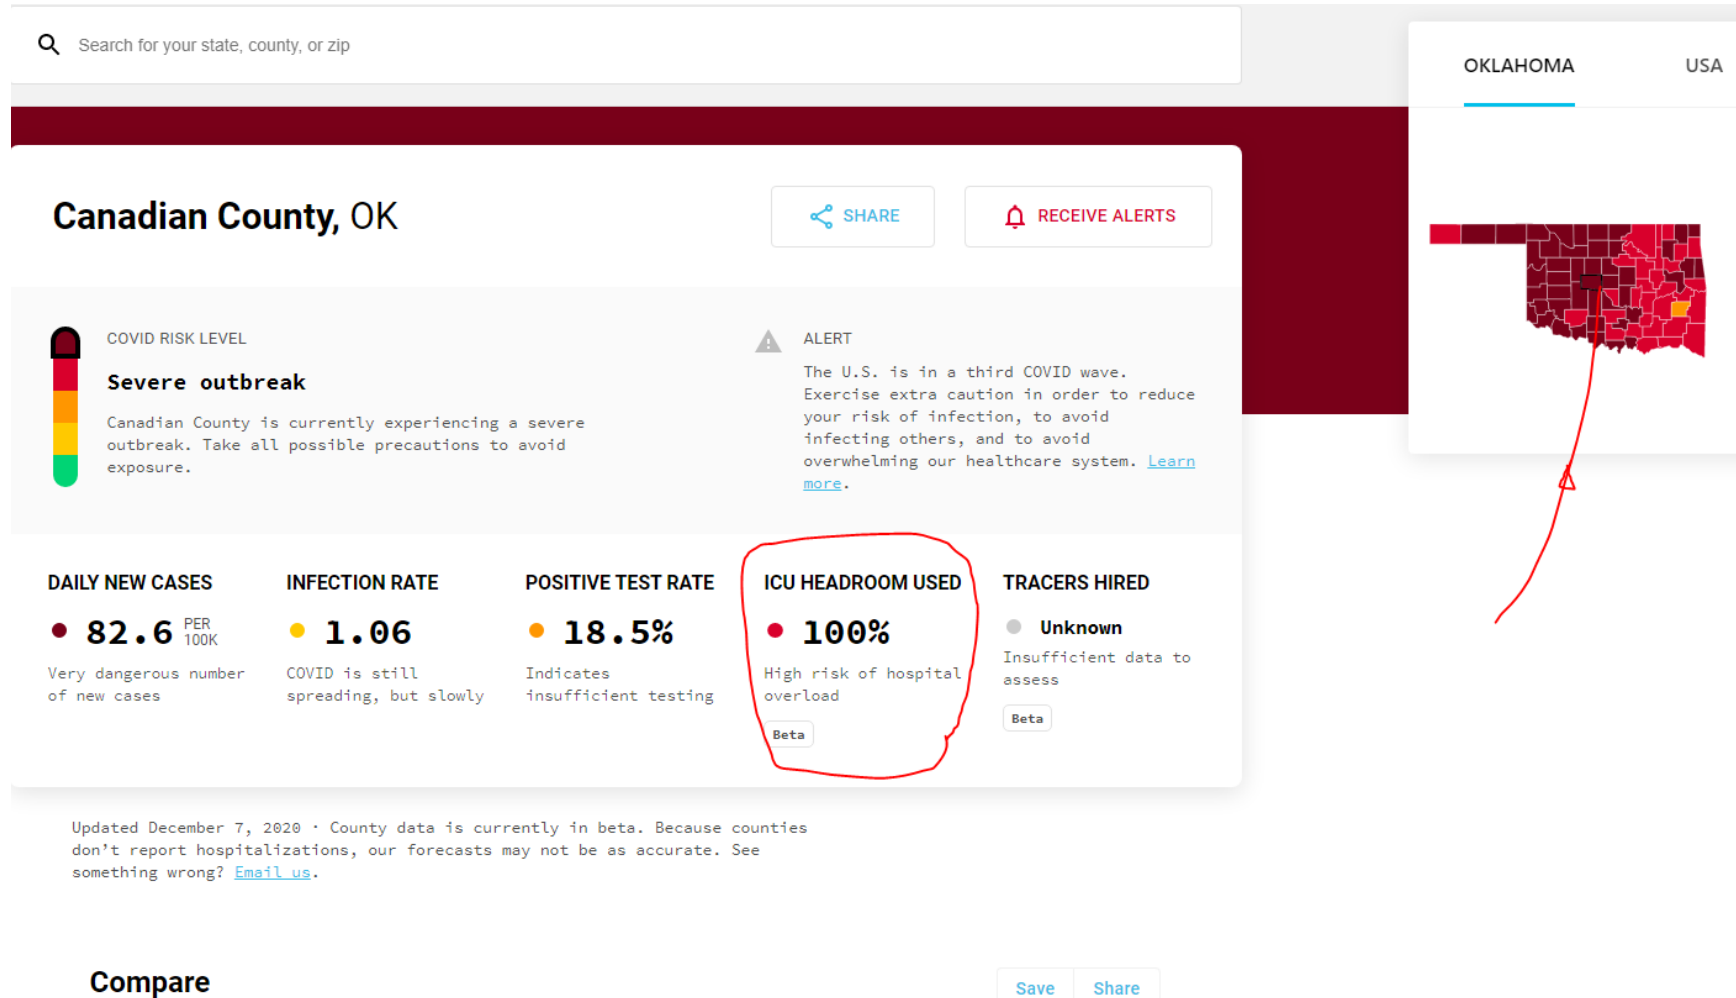 Search for your state, county, or zip
OKLAHOMA
USA
Canadian County, OK
SHARE
RECEIVE ALERTS
COVID RISK LEVEL
Severe outbreak
Canadian County is currently experiencing a severe
outbreak. Take all possible precautions to avoid
exposure.
ALERT
The U.S. is in a third COVID wave.
Exercise extra caution in order to reduce
your risk of infection, to avoid
infecting others, and to avoid
overwhelming our healthcare system. Learn
more.
DAILY NEW CASES
82.6 PER 100K
Very dangerous number
of new cases
INFECTION RATE
1.06
COVID is still
spreading, but slowly
POSITIVE TEST RATE
18.5%
Indicates
insufficient testing
ICU HEADROOM USED
100%
High risk of hospital
overload
Beta
TRACERS HIRED
Unknown
Insufficient data to
assess
Beta
Updated December 7, 2020 · County data is currently in beta. Because counties
don't report hospitalizations, our forecasts may not be as accurate. See
something wrong? Email us.
Compare
Save
Share